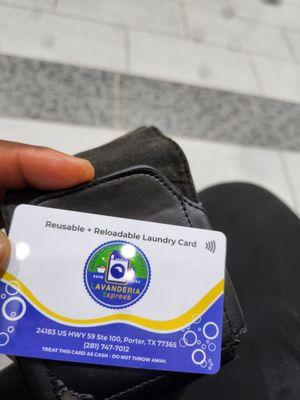 Reusable + Reloadable Laundry Card
LAVANDERIA
Express
24183 US HWY 59 Ste 100, Porter, TX 77365
(281) 747-7012
TREAT THIS CARD AS CASH - DO NOT THROW AWAY.